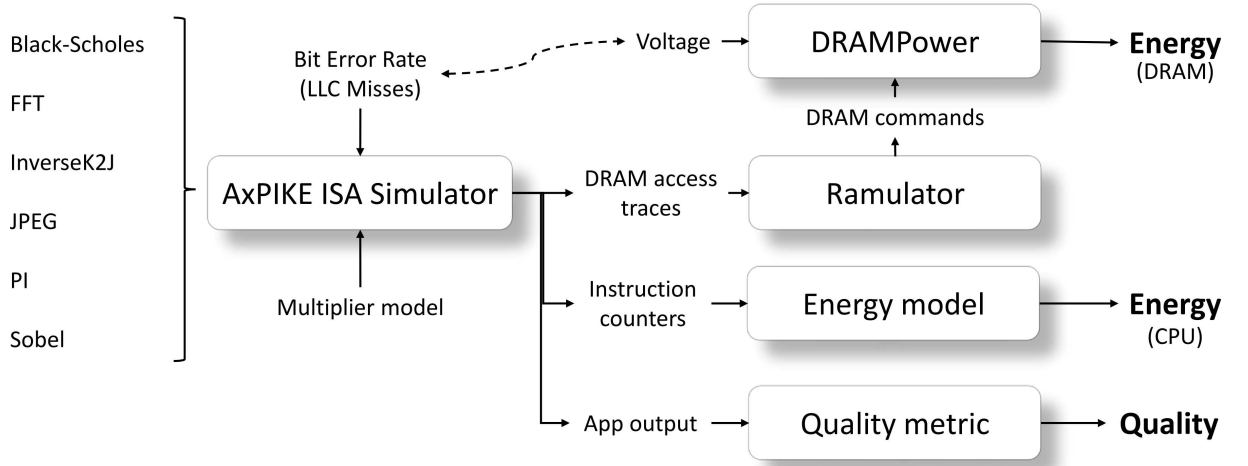 Black-Scholes
FFT
InverseK2J
JPEG
PI
Sobel
Bit Error Rate
(LLC Misses)
AxPIKE ISA Simulator
Multiplier model
Voltage
DRAMPower
Energy
(DRAM)
DRAM commands
DRAM access
traces
Ramulator
Instruction
counters
Energy model
Energy
(CPU)
App output
Quality metric
Quality